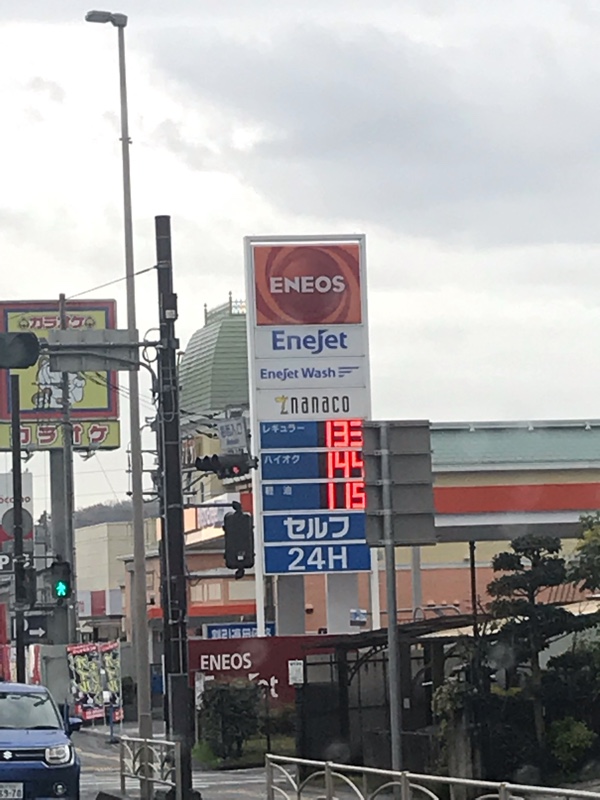 ENEOS
EneJet
EneJet Wash
nanaco
レギュラー 133
ハイオク 144
軽油 115
セルフ
24H
カラオケ
カラオケ
ENEOS